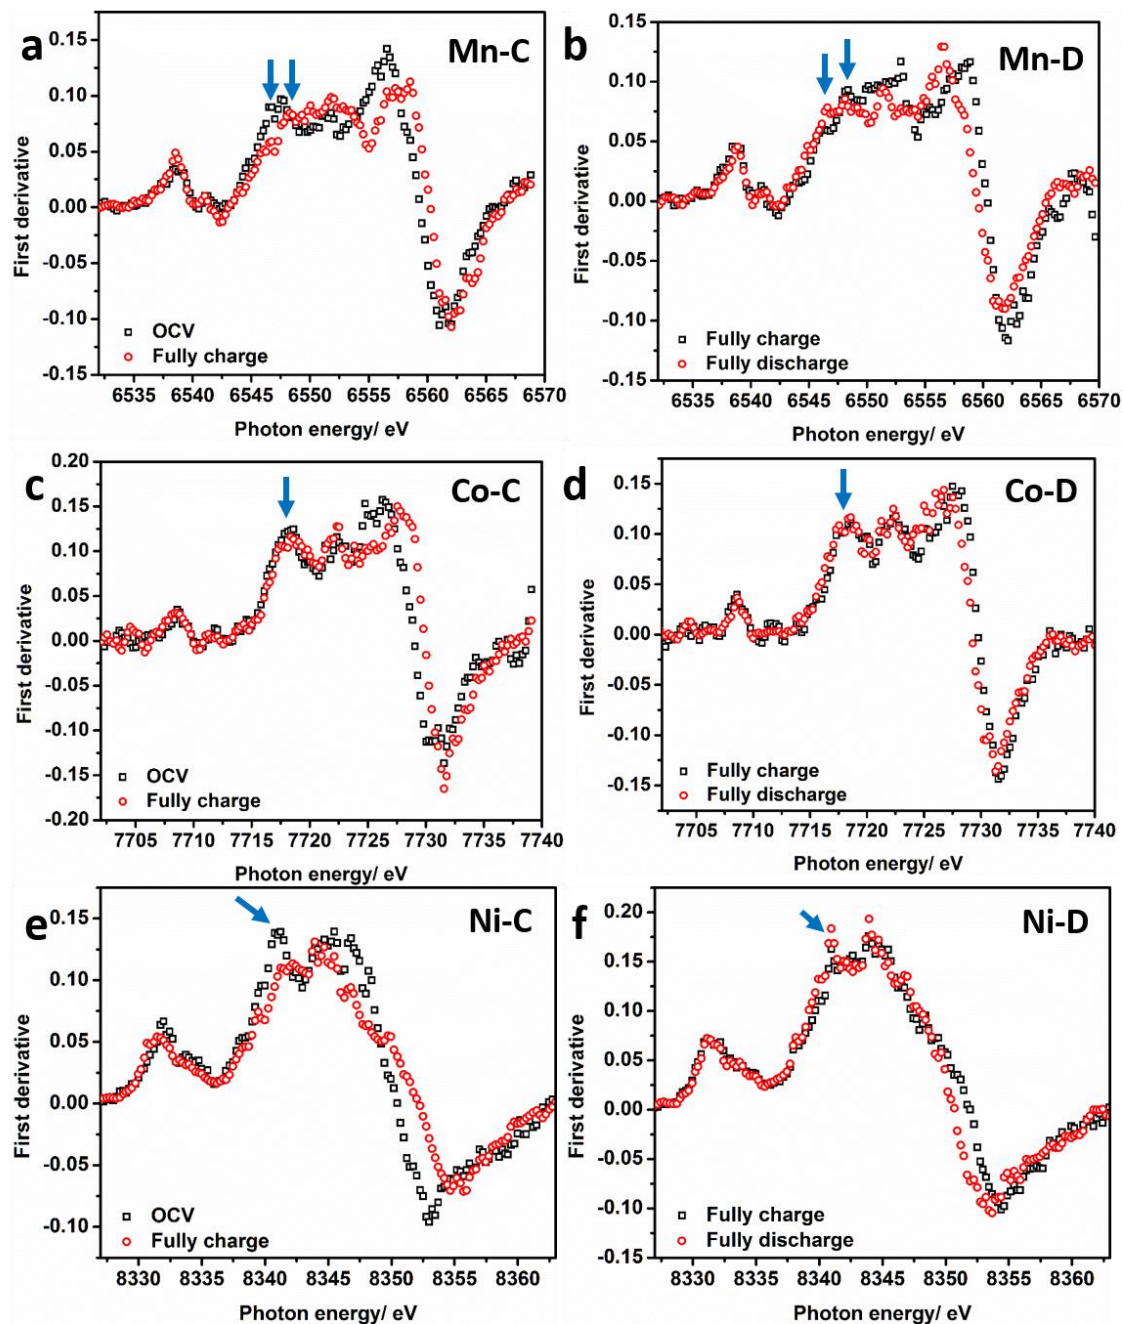 a
Mn-C
0.15
0.10
0.05
0.00
-0.05
-0.10
-0.15
First derivative
OCV
Fully charge
6535 6540 6545 6550 6555 6560 6565 6570
Photon energy/ eV
b
Mn-D
0.15
0.10
0.05
0.00
-0.05
-0.10
-0.15
First derivative
Fully charge
Fully discharge
6535 6540 6545 6550 6555 6560 6565 6570
Photon energy/ eV
c
Co-C
0.20
0.15
0.10
0.05
0.00
-0.05
-0.10
-0.15
-0.20
First derivative
OCV
Fully charge
7705 7710 7715 7720 7725 7730 7735 7740
Photon energy/ eV
d
Co-D
0.15
0.10
0.05
0.00
-0.05
-0.10
-0.15
First derivative
Fully charge
Fully discharge
7705 7710 7715 7720 7725 7730 7735 7740
Photon energy/ eV
e
Ni-C
0.15
0.10
0.05
0.00
-0.05
-0.10
First derivative
OCV
Fully charge
8330 8335 8340 8345 8350 8355 8360
Photon energy/ eV
f
Ni-D
0.20
0.15
0.10
0.05
0.00
-0.05
-0.10
-0.15
First derivative
Fully charge
Fully discharge
8330 8335 8340 8345 8350 8355 8360
Photon energy/ eV